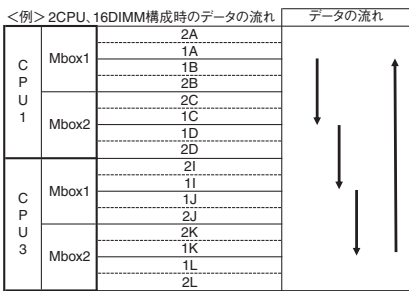 <例> 2CPU、16DIMM構成時のデータの流れ データの流れ
CPU1
Mbox1
2A
1A
1B
2B
Mbox2
2C
1C
1D
2D
CPU3
Mbox1
2I
1I
1J
2J
Mbox2
2K
1K
1L
2L